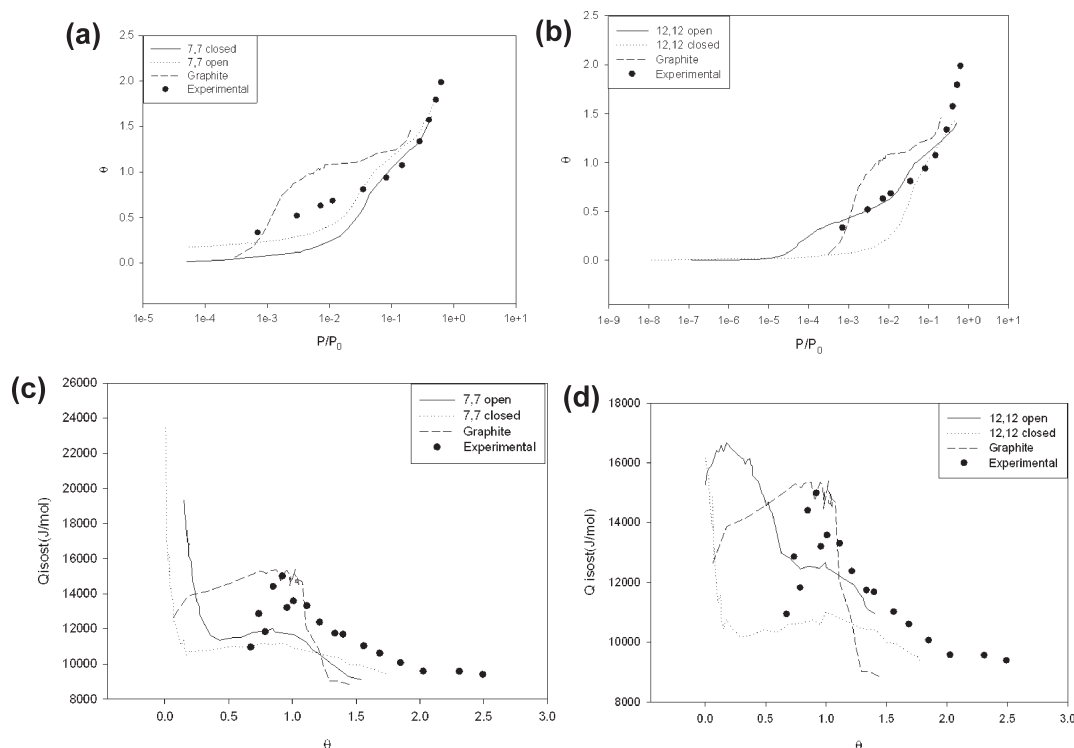 (a)
7,7 closed
7,7 open
Graphite
Experimental
2.5
2.0
1.5
1.0
0.5
0.0
θ
1e-5 1e-4 1e-3 1e-2 1e-1 1e+0 1e+1
P/P0
(b)
12,12 open
12,12 closed
Graphite
Experimental
2.5
2.0
1.5
1.0
0.5
0.0
θ
1e-9 1e-8 1e-7 1e-6 1e-5 1e-4 1e-3 1e-2 1e-1 1e+0 1e+1
P/P0
(c)
7,7 open
7,7 closed
Graphite
Experimental
26000
24000
22000
20000
18000
16000
14000
12000
10000
8000
Qisost(J/mol)
0.0 0.5 1.0 1.5 2.0 2.5 3.0
θ
(d)
12,12 open
12,12 closed
Graphite
Experimental
18000
16000
14000
12000
10000
8000
Q isost(J/mol)
0.0 0.5 1.0 1.5 2.0 2.5 3.0
θ